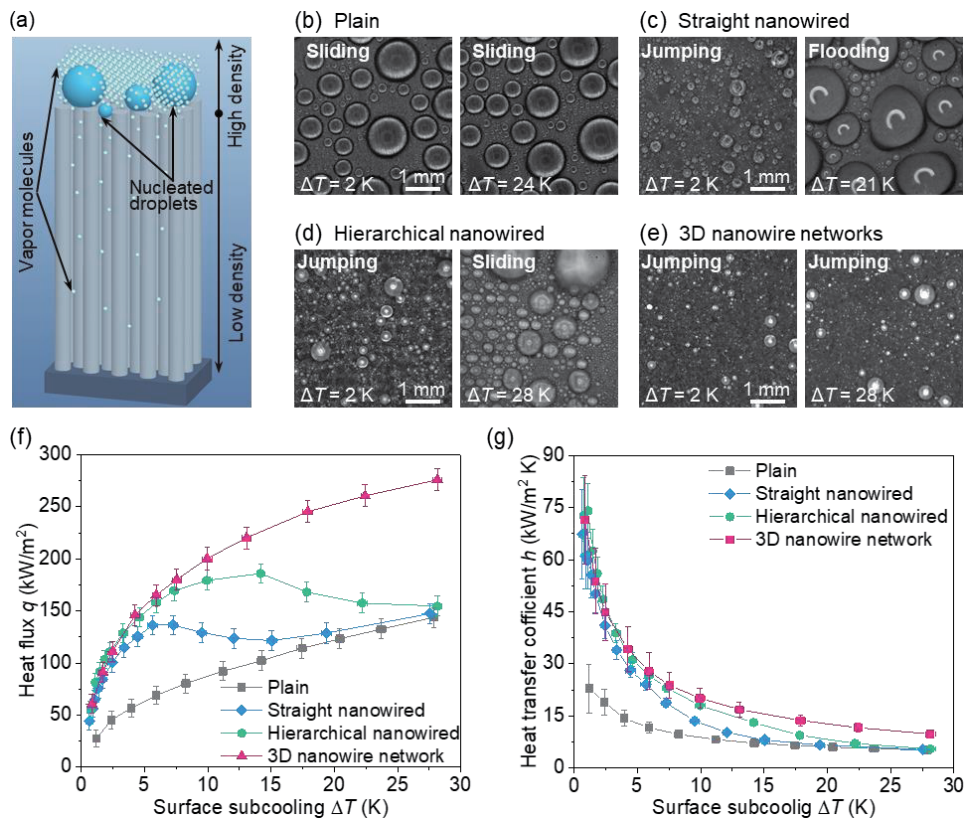 (a)
Vapor molecules
Nucleated
droplets
High density
Low density
(b) Plain
Sliding
ΔT = 2 K
1 mm
Sliding
ΔT = 24 K
(c) Straight nanowired
Jumping
ΔT = 2 K
1 mm
Flooding
ΔT = 21 K
(d) Hierarchical nanowired
Jumping
ΔT = 2 K
1 mm
Sliding
ΔT = 28 K
(e) 3D nanowire networks
Jumping
ΔT = 2 K
1 mm
Jumping
ΔT = 28 K
(f)
Heat flux q (kW/m²)
300
250
200
150
100
50
0
Plain
Straight nanowired
Hierarchical nanowired
3D nanowire network
0 5 10 15 20 25 30
Surface subcooling ΔT (K)
(g)
Heat transfer cofficient h (kW/m² K)
90
75
60
45
30
15
0
Plain
Straight nanowired
Hierarchical nanowired
3D nanowire network
0 5 10 15 20 25 30
Surface subcoolig ΔT (K)